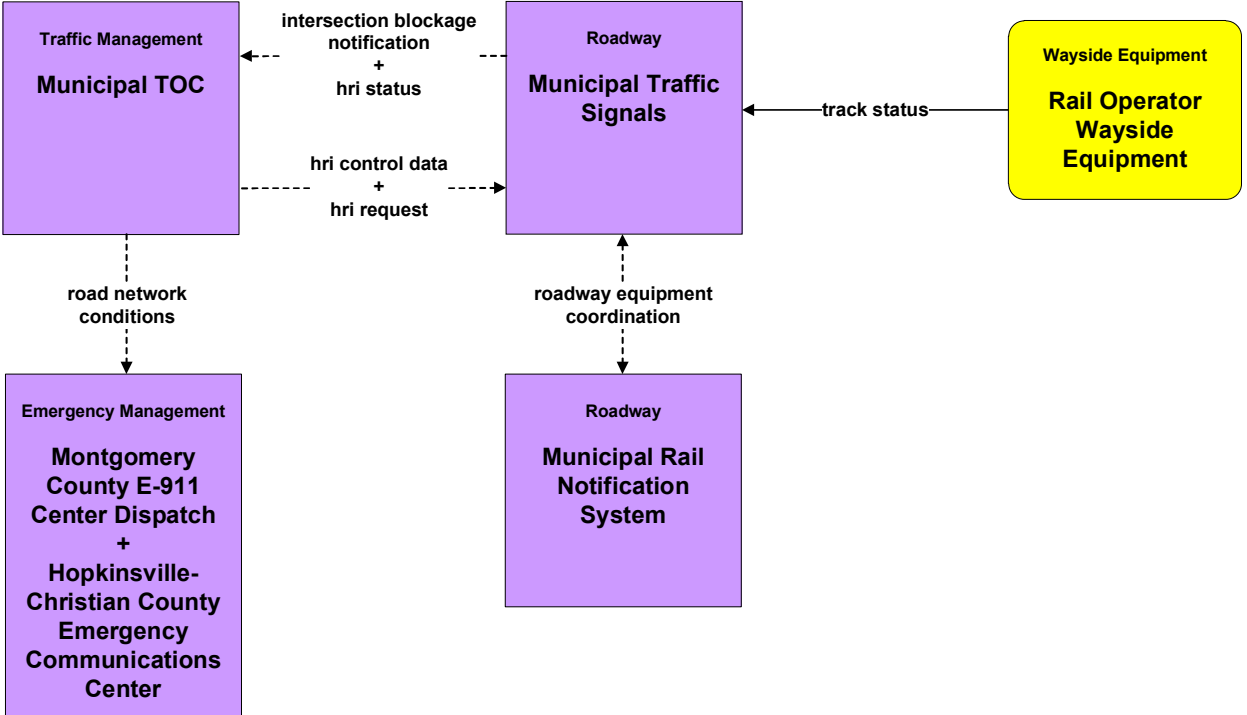 Traffic Management
Municipal TOC
intersection blockage
notification
+
hri status
hri control data
+
hri request
Roadway
Municipal Traffic
Signals
track status
Wayside Equipment
Rail Operator
Wayside
Equipment
road network
conditions
roadway equipment
coordination
Emergency Management
Montgomery
County E-911
Center Dispatch
+
Hopkinsville-
Christian County
Emergency
Communications
Center
Roadway
Municipal Rail
Notification
System